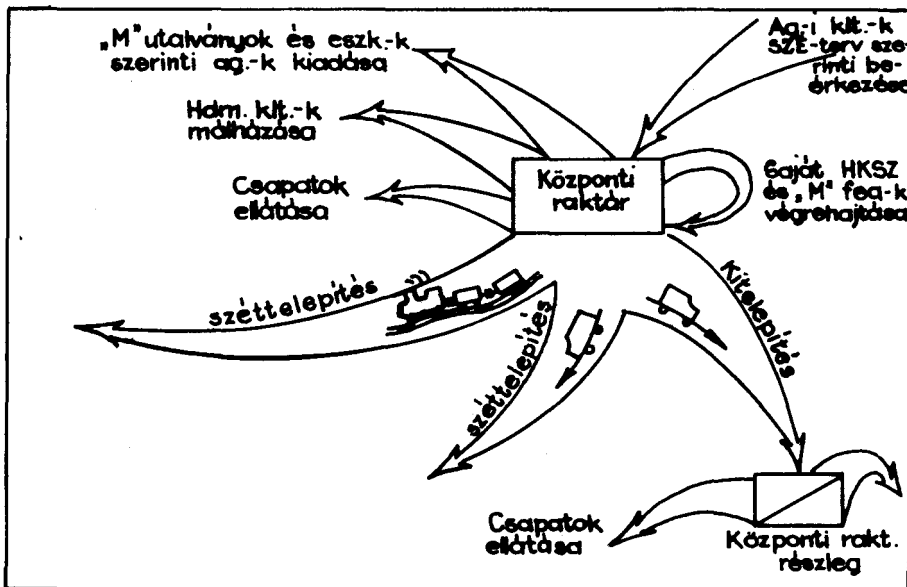 „M” utalványok és eszk.-k
szerinti ag.-k kiadása
Ag.-i klt.-k
SZÉ-terv sze-
rinti be-
érkezése
Hdm. klt.-k
málházása
Csapatok
ellátása
Központi
raktár
Saját HKSZ
és „M” fea-k
végrehajtása
széttelepítés
széttelepítés
Kitelepítés
Csapatok
ellátása
Központi rakt.
részleg